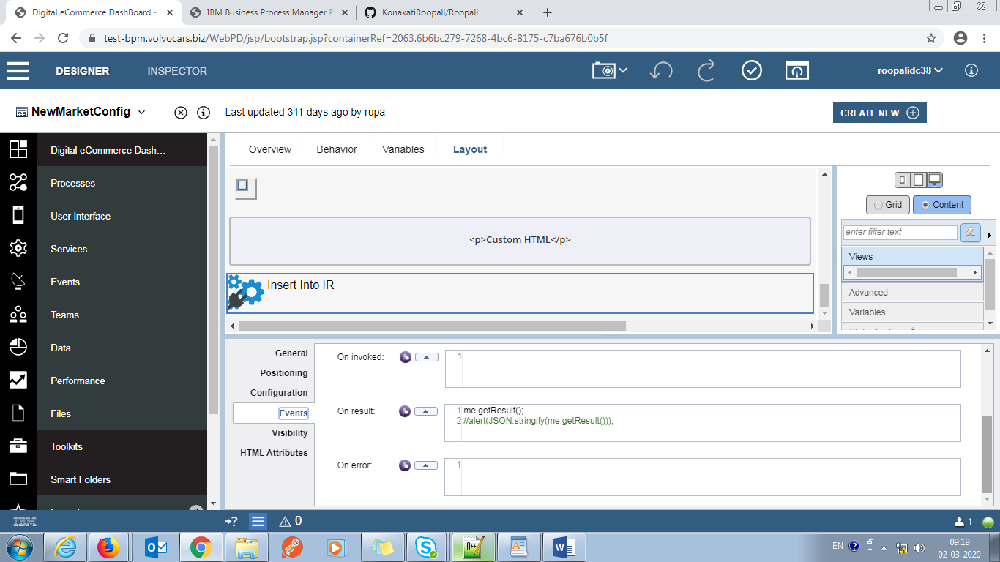 Digital eCommerce DashBoard -
IBM Business Process Manager P
KonakatiRoopali/Roopali
test-bpm.volvocars.biz/WebPD/jsp/bootstrap.jsp?containerRef=2063.6b6bc279-7268-4bc6-8175-c7ba676b0b5f
DESIGNER INSPECTOR
roopalidc38
NewMarketConfig
Last updated 311 days ago by rupa
CREATE NEW
Digital eCommerce Dash...
Processes
User Interface
Services
Events
Teams
Data
Performance
Files
Toolkits
Smart Folders
Overview Behavior Variables Layout
<p>Custom HTML</p>
Insert Into IR
Grid Content
enter filter text
Views
Advanced
Variables
General
Positioning
Configuration
Events
Visibility
HTML Attributes
On invoked:
1
On result:
1 me.getResult();
2 //alert(JSON.stringify(me.getResult()));
On error:
1
IBM
0
1
EN
09:19
02-03-2020